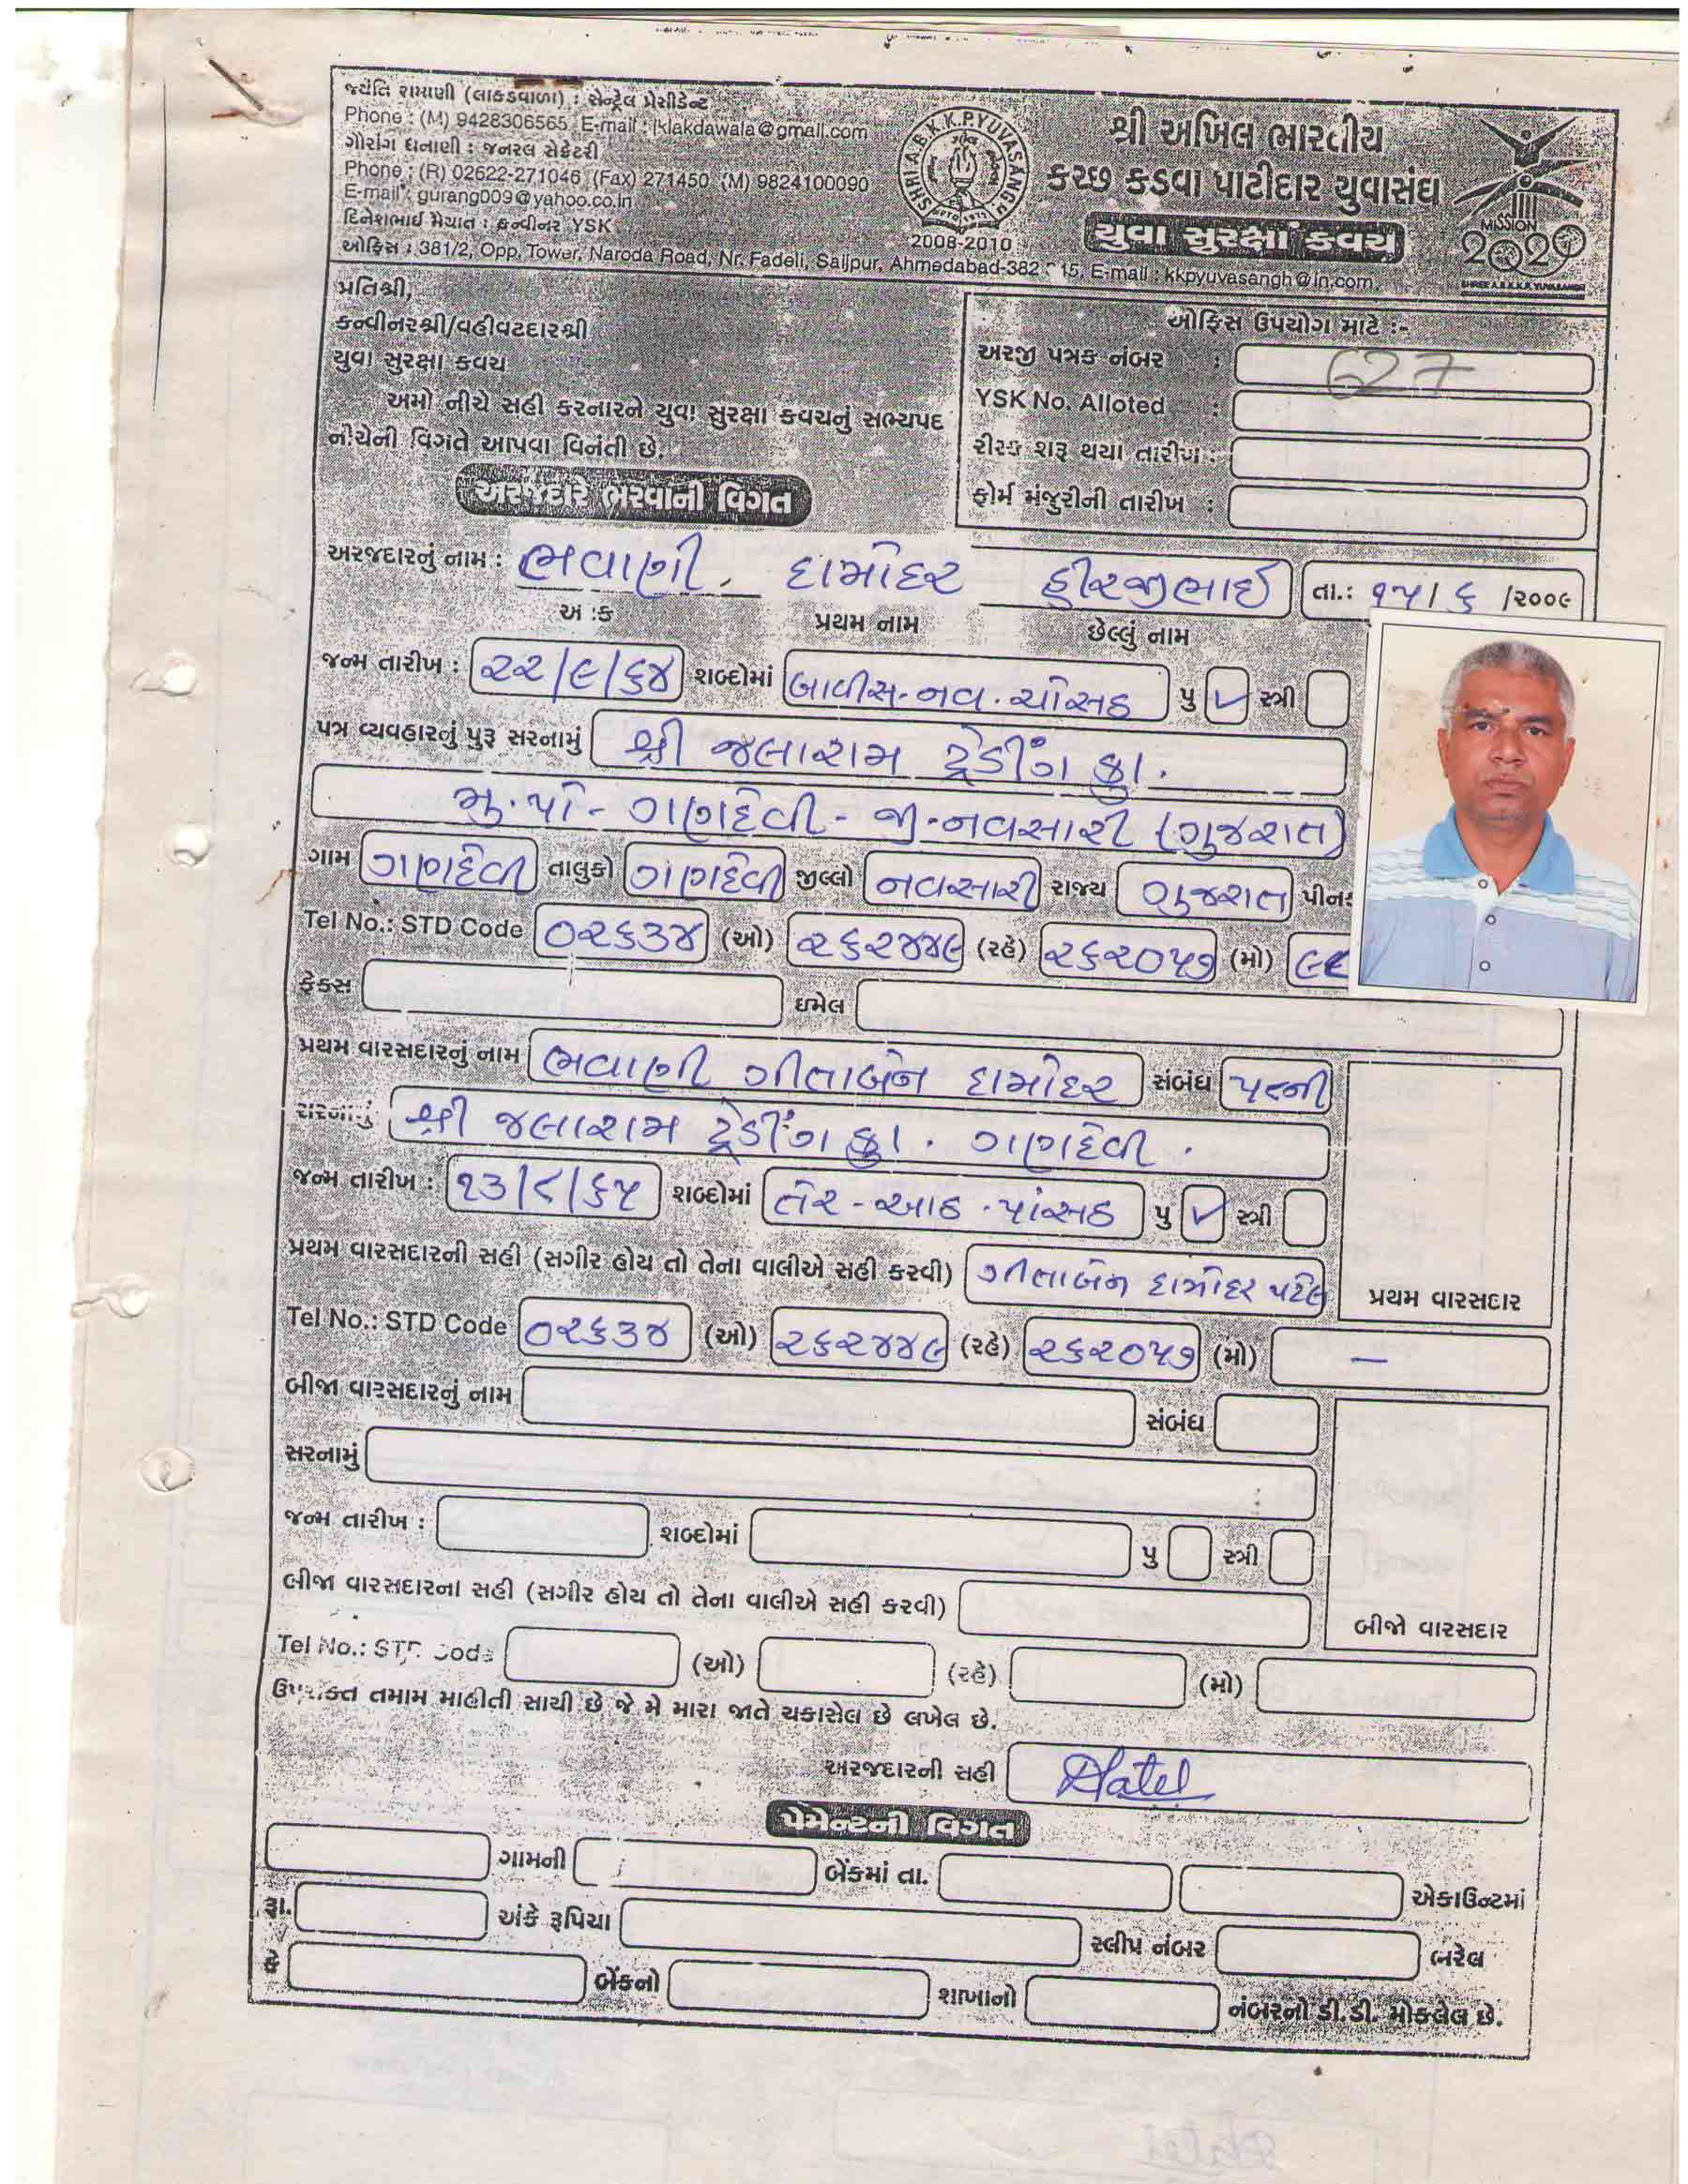 જયંતિ રામાણી (લાકડાવાળા) : સેન્ટ્રલ પ્રેસીડેન્ટ
Phone : (M) 9428306565 E-mail : jklakdawala@gmail.com
ગૌરાંગ ધનાણી : જનરલ સેક્રેટરી
Phone : (R) 02622-271046 (Fax) 271450 (M) 9824100090
E-mail : gurang009@yahoo.co.in
દિનેશભાઈ મૈયાત : કન્વીનર YSK
ઓફિસ : 381/2, Opp. Tower, Naroda Road, Nr. Fadeli, Saijpur, Ahmedabad-382 15, E-mail : kkpyuvasangh@in.com
SHRI A.B.K.K.P. YUVASANGH
2008-2010
શ્રી અખિલ ભારતીય
કચ્છ કડવા પાટીદાર યુવાસંઘ
યુવા સુરક્ષા કવચ
MISSION
2020
SHREE A.B.K.K.P. YUVASANGH
પ્રતિશ્રી,
કન્વીનરશ્રી/વહીવટદારશ્રી
યુવા સુરક્ષા કવચ
અમો નીચે સહી કરનારને યુવા સુરક્ષા કવચનું સભ્યપદ
નીચેની વિગતે આપવા વિનંતી છે.
ઓફિસ ઉપયોગ માટે :-
અરજી પત્રક નંબર : 627
YSK No. Alloted :
રીસ્ક શરૂ થયા તારીખ :
ફોર્મ મંજુરીની તારીખ :
અરજદારે ભરવાની વિગત
અરજદારનું નામ : ભવાણી. દામોદર હીરજીભાઈ તા.: ૧૫/૬/૨૦૦૯
અ ક પ્રથમ નામ છેલ્લું નામ
જન્મ તારીખ : ૨૨/૯/૬૪ શબ્દોમાં બાવીસ-નવ.ચોસઠ પુ ✓ સ્ત્રી
પત્ર વ્યવહારનું પુરૂ સરનામું શ્રી જલારામ ટ્રેડીંગ કું.
મુ.પો- ગણદેવી - જી-નવસારી (ગુજરાત)
ગામ ગણદેવી તાલુકો ગણદેવી જીલ્લો નવસારી રાજ્ય ગુજરાત પીન
Tel No.: STD Code ૦૨૬૩૪ (ઓ) ૨૬૨૪૪૯ (રહે) ૨૬૨૦૫૭ (મો) ૯૯
ફેક્સ ઇમેલ
પ્રથમ વારસદારનું નામ ભવાણી ગીતાબેન દામોદર સંબંધ પત્ની
સરનામું શ્રી જલારામ ટ્રેડીંગ કું. ગણદેવી.
જન્મ તારીખ : ૧૩/૮/૬૫ શબ્દોમાં તેર-આઠ.પાંસઠ પુ ✓ સ્ત્રી
પ્રથમ વારસદારની સહી (સગીર હોય તો તેના વાલીએ સહી કરવી) ગીતાબેન દામોદર પટેલ
પ્રથમ વારસદાર
Tel No.: STD Code ૦૨૬૩૪ (ઓ) ૨૬૨૪૪૯ (રહે) ૨૬૨૦૫૭ (મો) —
બીજા વારસદારનું નામ સંબંધ
સરનામું
જન્મ તારીખ : શબ્દોમાં પુ સ્ત્રી
બીજા વારસદારના સહી (સગીર હોય તો તેના વાલીએ સહી કરવી)
બીજો વારસદાર
Tel No.: STD Code (ઓ) (રહે) (મો)
ઉપરોક્ત તમામ માહીતી સાચી છે જે મે મારા જાતે ચકાસેલ છે લખેલ છે.
અરજદારની સહી DPatel
પેમેન્ટની વિગત
ગામની બેંકમાં તા. એકાઉન્ટમાં
રૂા. અંકે રૂપિયા સ્લીપ નંબર ભરેલ
કે બેંકનો શાખાનો નંબરનો ડી.ડી. મોકલેલ છે.